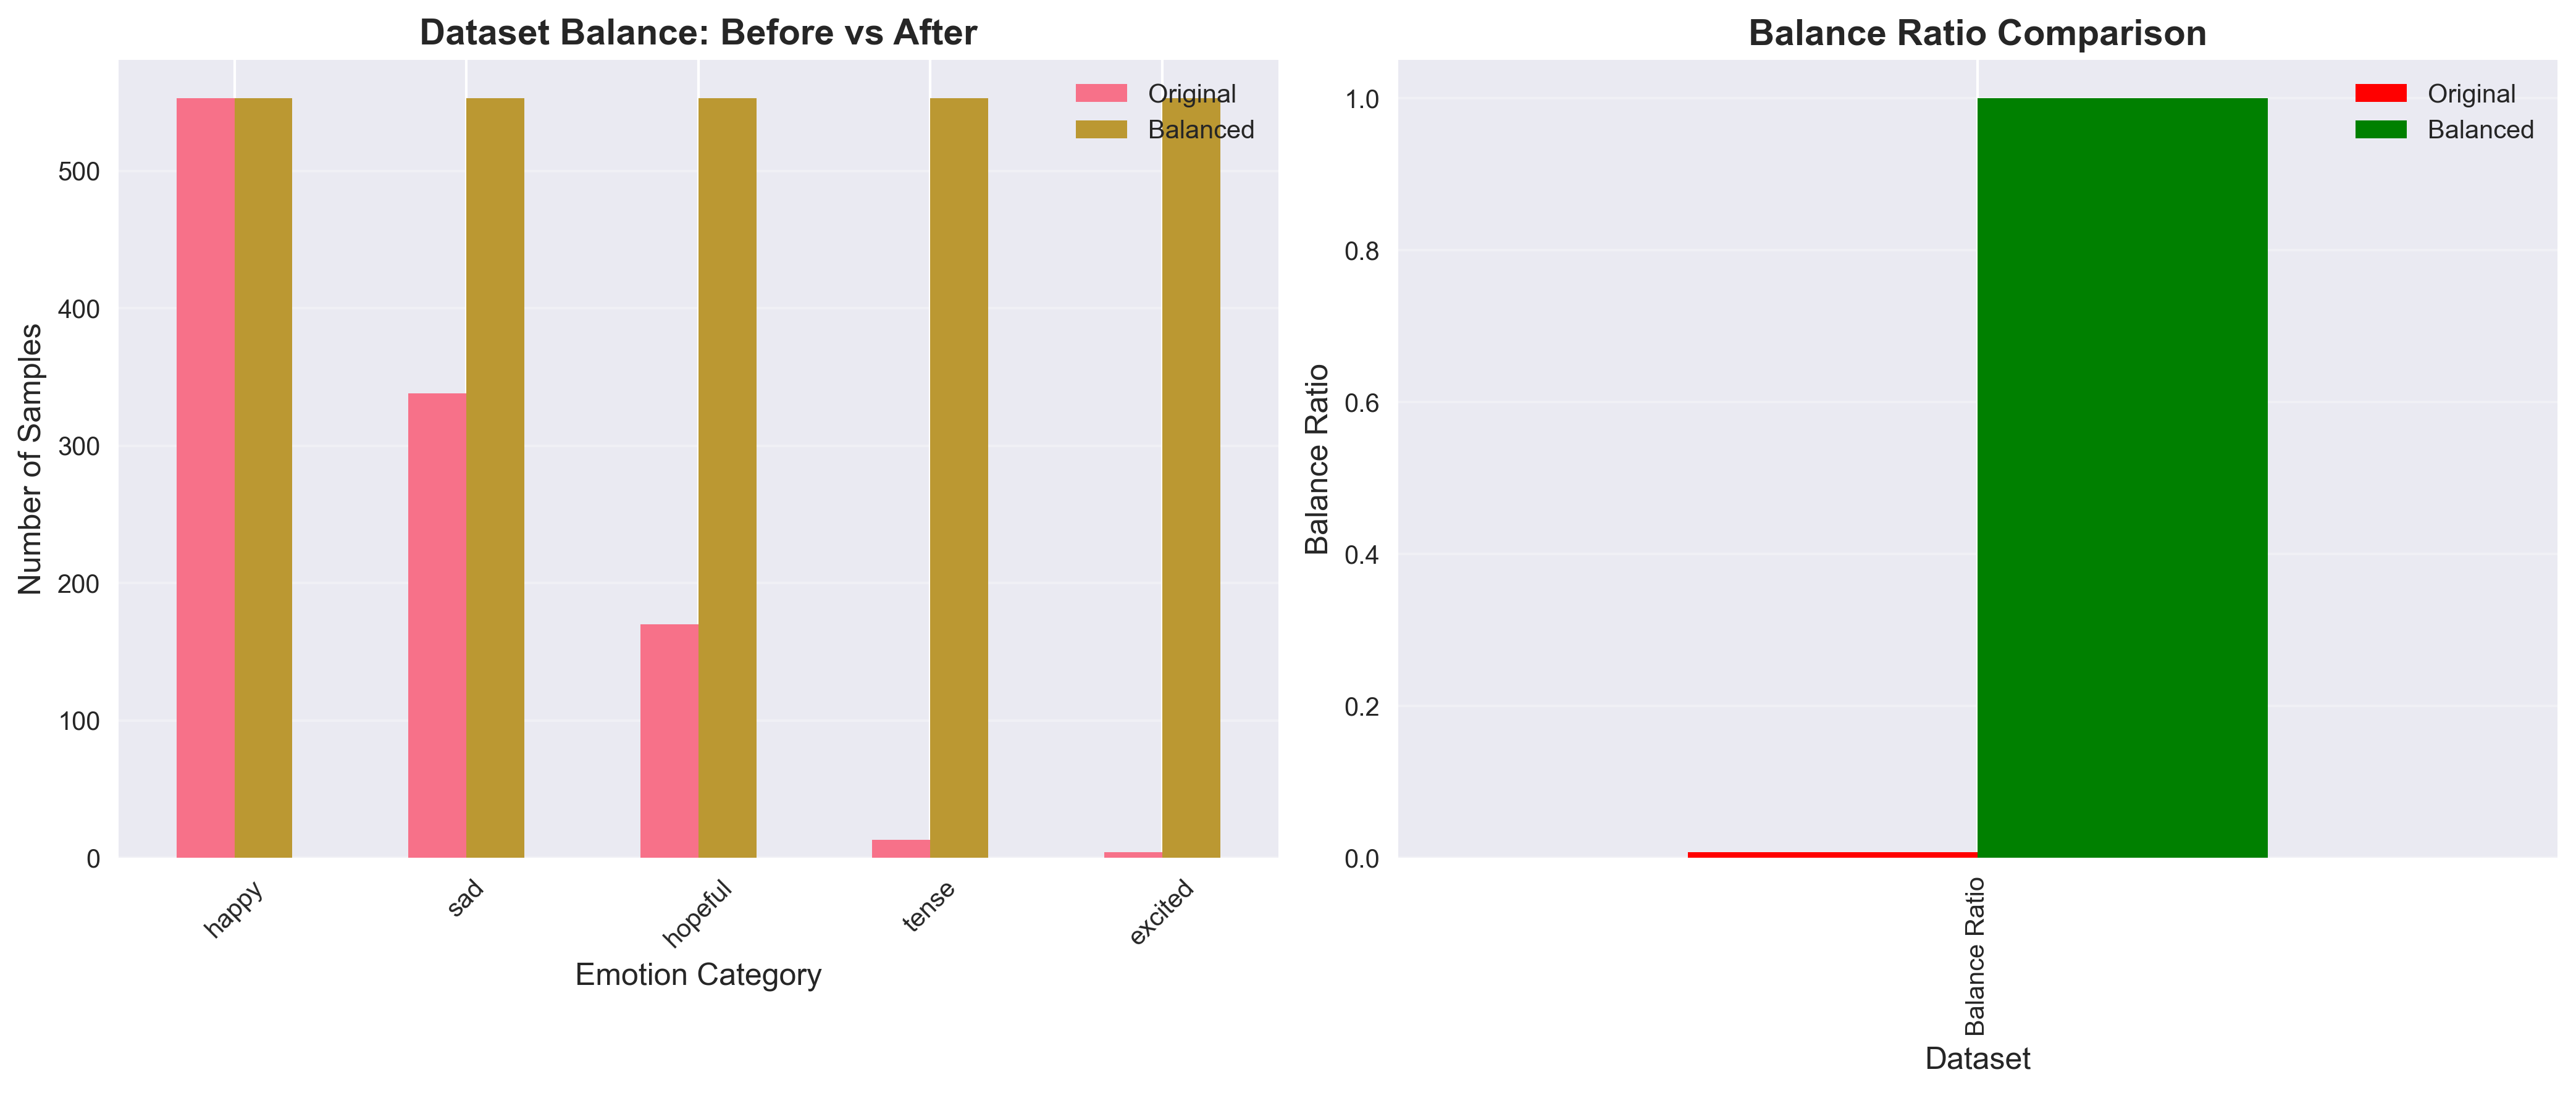 Dataset Balance: Before vs After
Original
Balanced
Number of Samples
500
400
300
200
100
0
happy
sad
hopeful
tense
excited
Emotion Category
Balance Ratio Comparison
Original
Balanced
Balance Ratio
1.0
0.8
0.6
0.4
0.2
0.0
Balance Ratio
Dataset